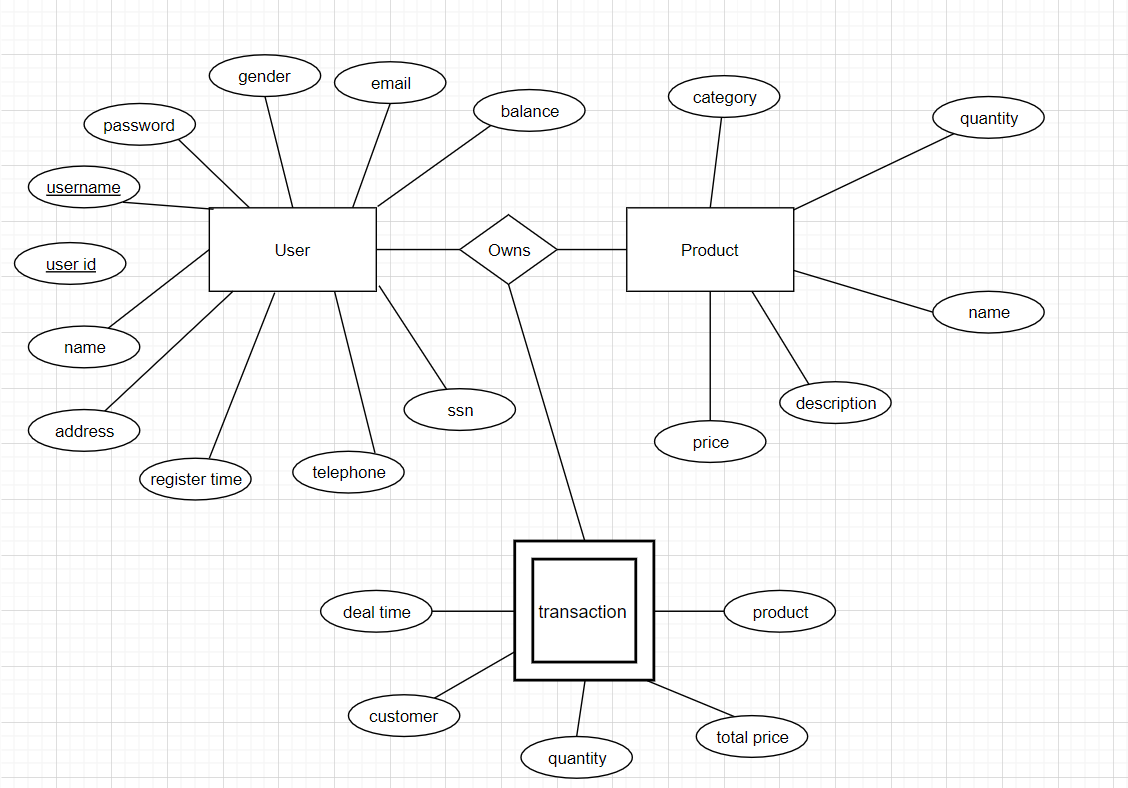 gender
email
balance
category
quantity
password
username
user id
User
Owns
Product
name
name
address
register time
telephone
ssn
description
price
deal time
transaction
product
customer
quantity
total price